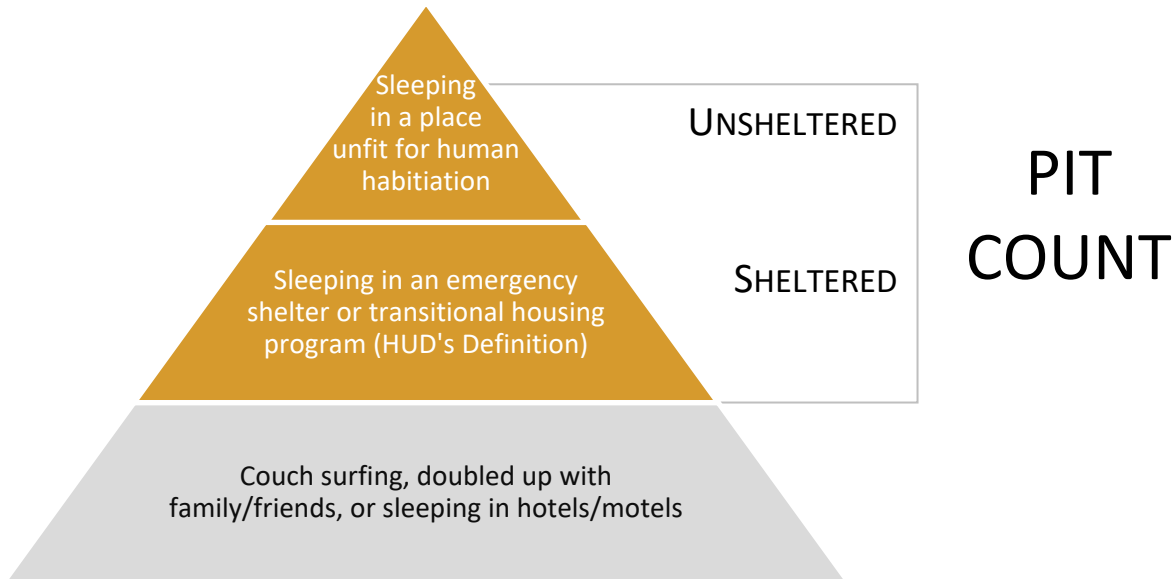 Sleeping
in a place
unfit for human
habitiation
UNSHELTERED
Sleeping in an emergency
shelter or transitional housing
program (HUD's Definition)
SHELTERED
PIT
COUNT
Couch surfing, doubled up with
family/friends, or sleeping in hotels/motels